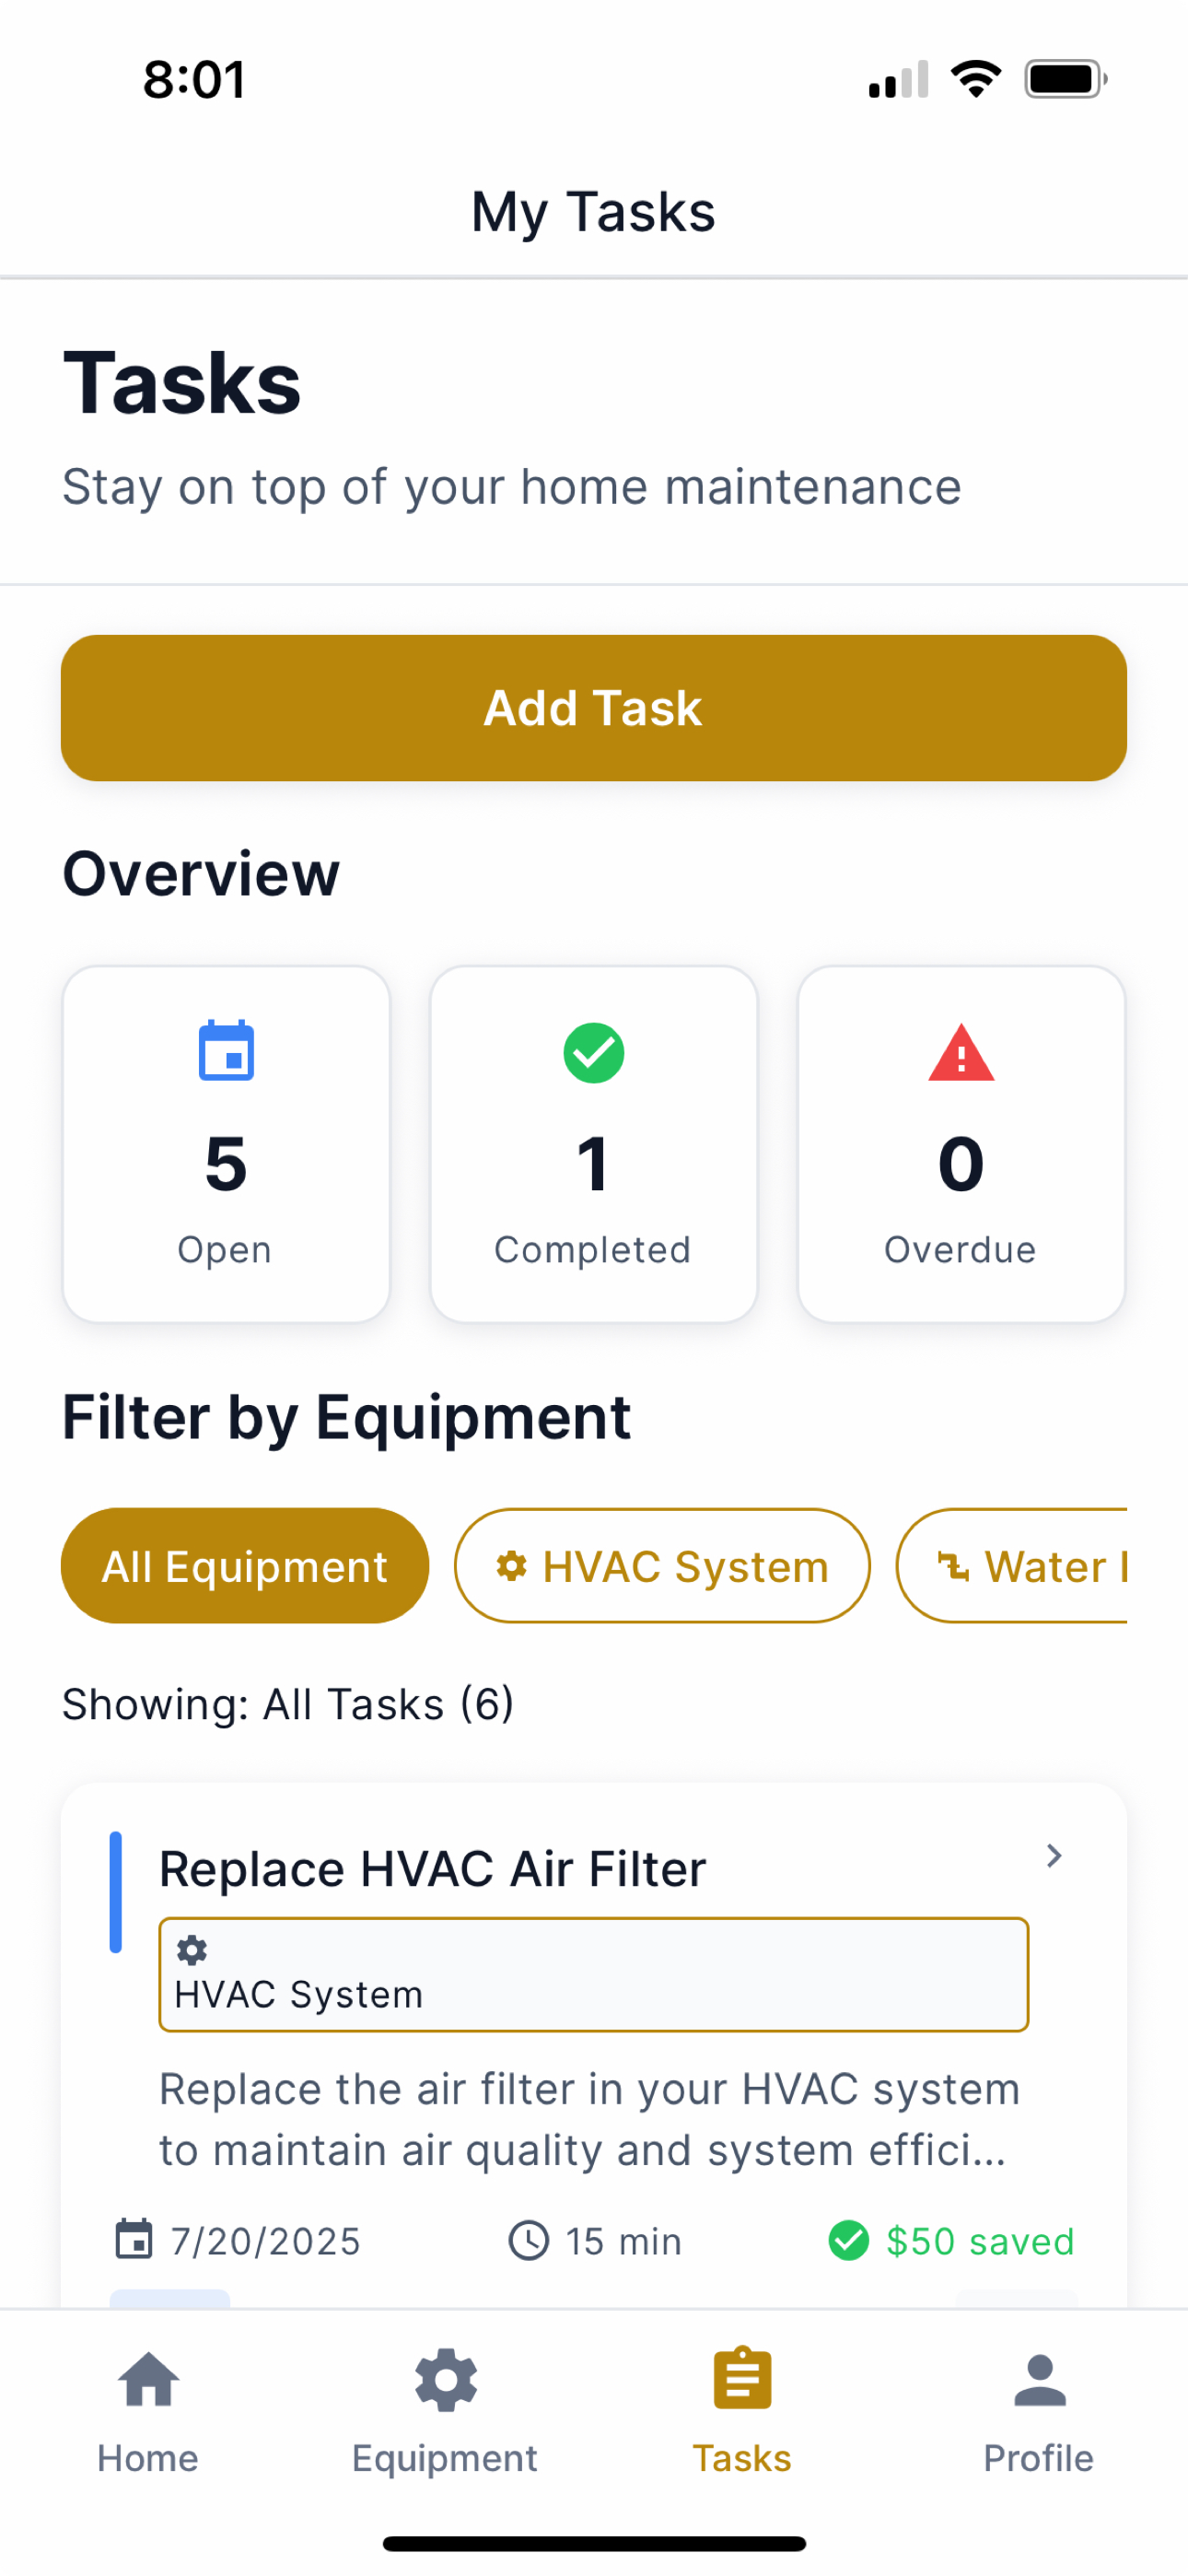 8:01
My Tasks
Tasks
Stay on top of your home maintenance
Add Task
Overview
5
Open
1
Completed
0
Overdue
Filter by Equipment
All Equipment
HVAC System
Water
Showing: All Tasks (6)
Replace HVAC Air Filter
HVAC System
Replace the air filter in your HVAC system
to maintain air quality and system effici...
7/20/2025
15 min
$50 saved
Home
Equipment
Tasks
Profile